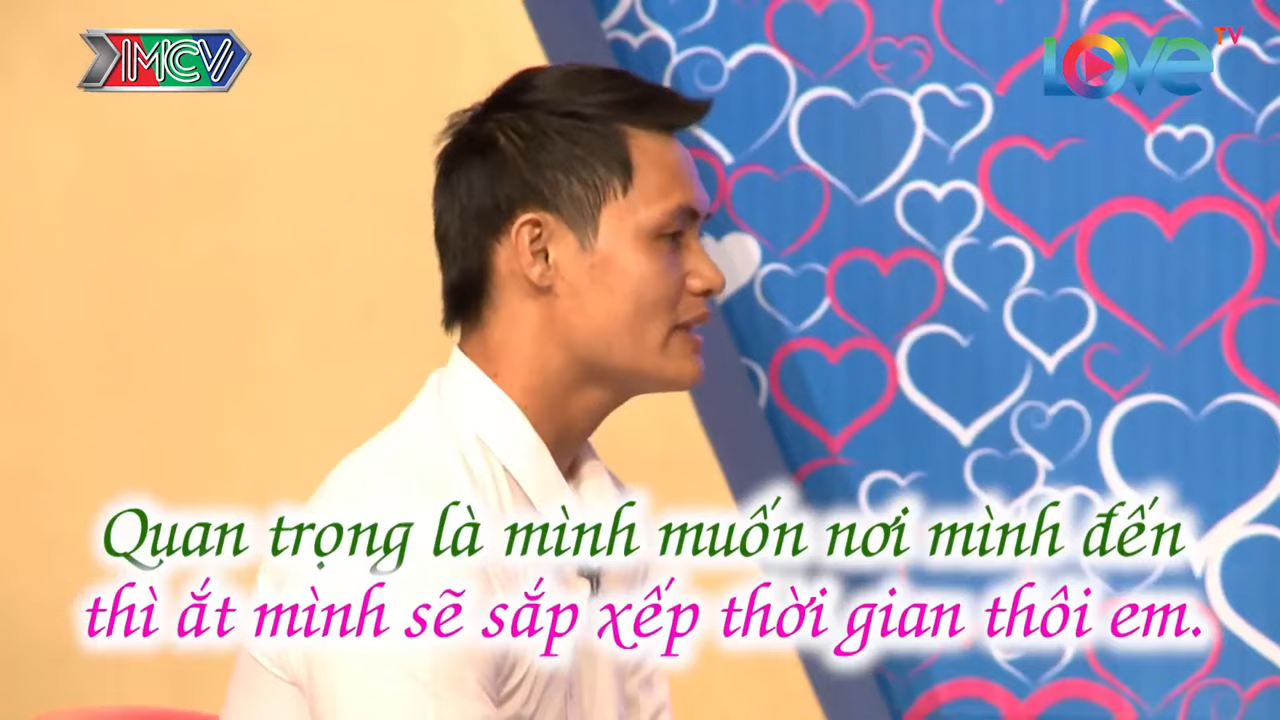 MCV
LOVE TV
Quan trọng là mình muốn nơi mình đến
thì ắt mình sẽ sắp xếp thời gian thôi em.